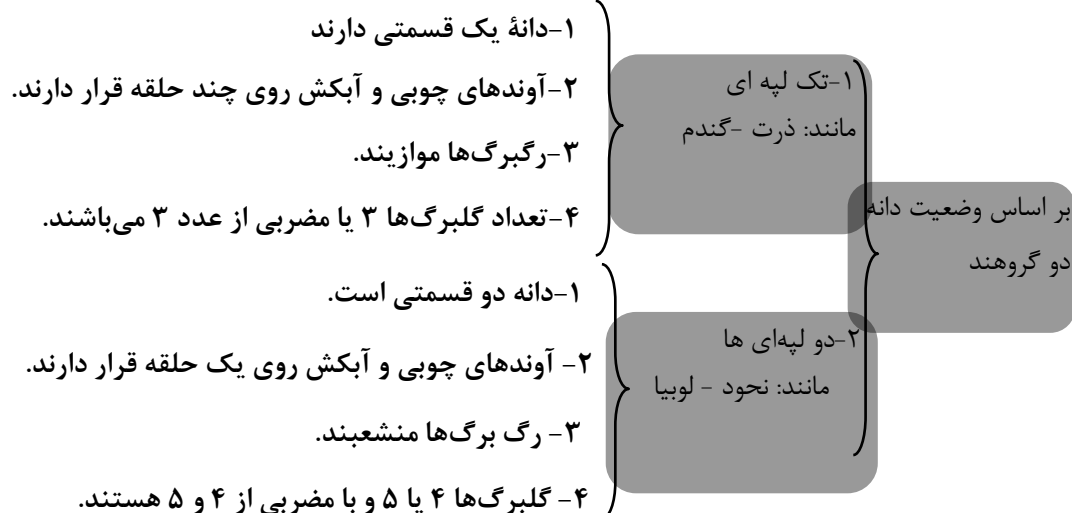 بر اساس وضعیت دانه
دو گروهند
۱-تک لپه ای
مانند: ذرت -گندم
۱-دانهٔ یک قسمتی دارند
۲-آوندهای چوبی و آبکش روی چند حلقه قرار دارند.
۳-رگبرگ‌ها موازیند.
۴-تعداد گلبرگ‌ها ۳ یا مضربی از عدد ۳ می‌باشند.
۲-دو لپه‌ای ها
مانند: نخود - لوبیا
۱-دانه دو قسمتی است.
۲- آوندهای چوبی و آبکش روی یک حلقه قرار دارند.
۳- رگ برگ‌ها منشعبند.
۴- گلبرگ‌ها ۴ یا ۵ و با مضربی از ۴ و ۵ هستند.